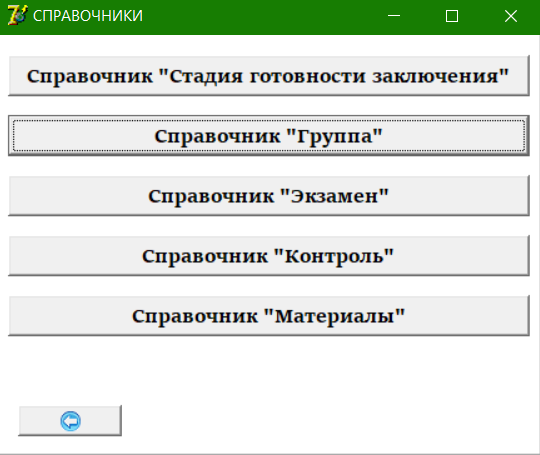 СПРАВОЧНИКИ
Справочник "Стадия готовности заключения"
Справочник "Группа"
Справочник "Экзамен"
Справочник "Контроль"
Справочник "Материалы"